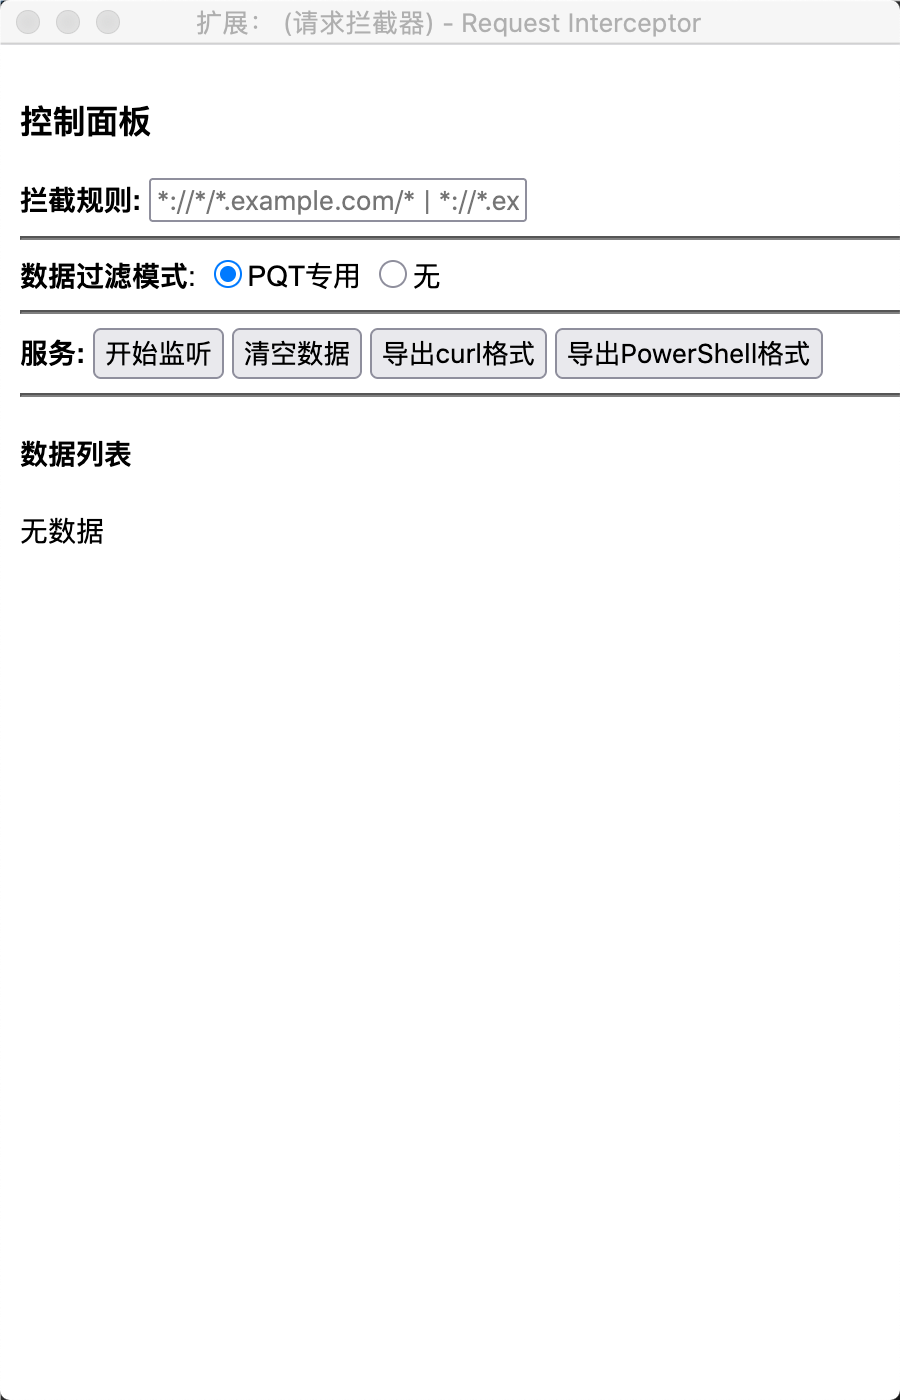 扩展： (请求拦截器) - Request Interceptor
控制面板
拦截规则: *://*/*.example.com/* | *://*.ex
数据过滤模式: PQT专用 无
服务: 开始监听 清空数据 导出curl格式 导出PowerShell格式
数据列表
无数据